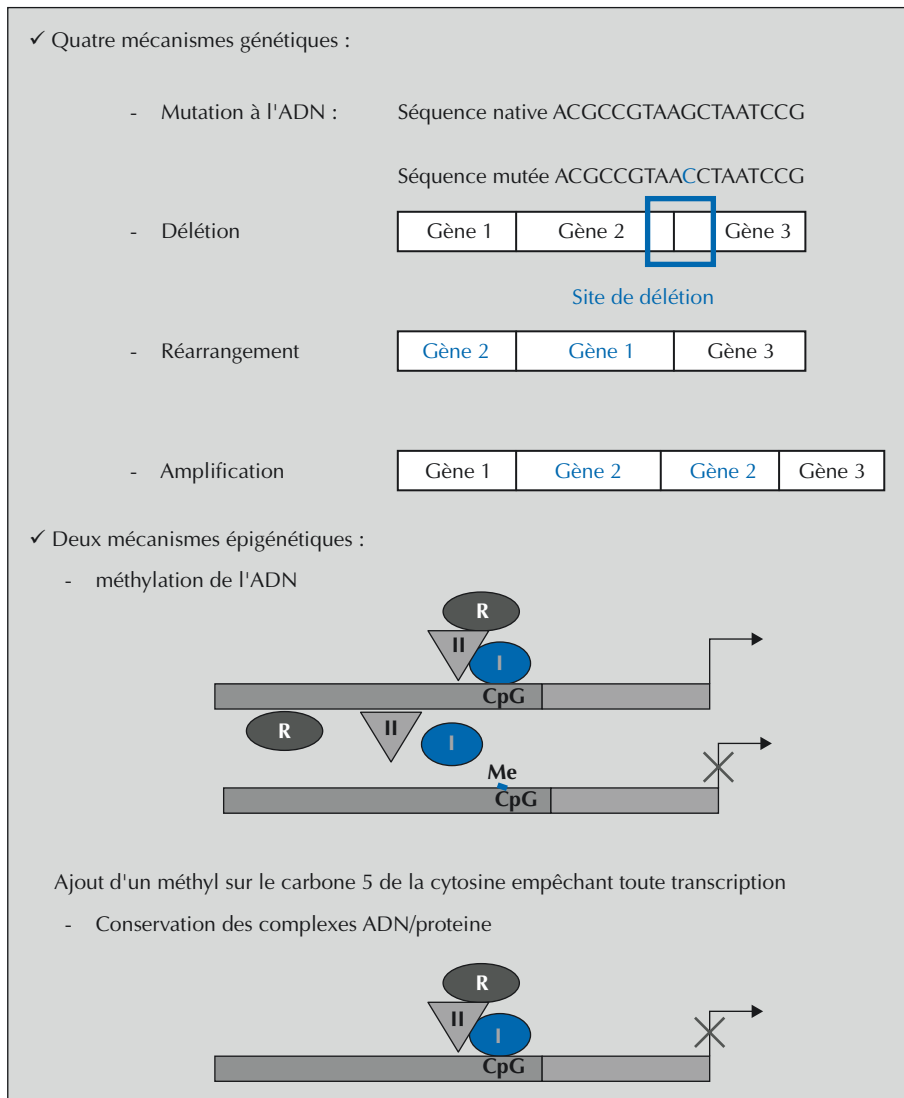 ✓ Quatre mécanismes génétiques :
- Mutation à l'ADN : Séquence native ACGCCGTAAGCTAATCCG
Séquence mutée ACGCCGTAACCTAATCCG
- Délétion Gène 1 Gène 2 Gène 3
Site de délétion
- Réarrangement Gène 2 Gène 1 Gène 3
- Amplification Gène 1 Gène 2 Gène 2 Gène 3
✓ Deux mécanismes épigénétiques :
- méthylation de l'ADN
R
II
I
CpG
R II I
Me
CpG
Ajout d'un méthyl sur le carbone 5 de la cytosine empêchant toute transcription
- Conservation des complexes ADN/proteine
R
II
I
CpG